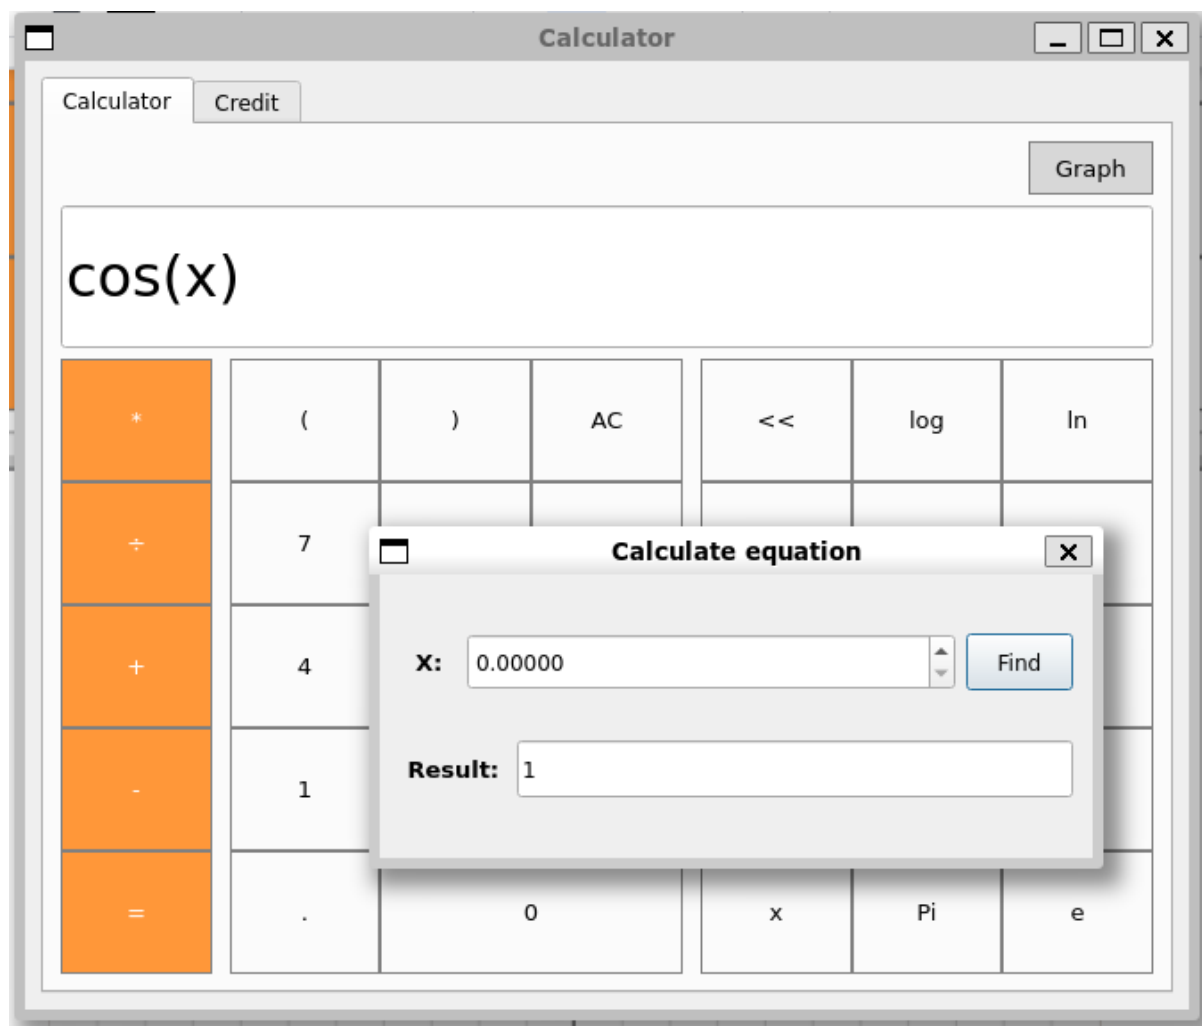 Calculator
Calculator Credit
Graph
cos(x)
* ( ) AC << log ln
÷ 7
Calculate equation
+ 4
X: 0.00000 Find
- 1
Result: 1
= . 0 x Pi e